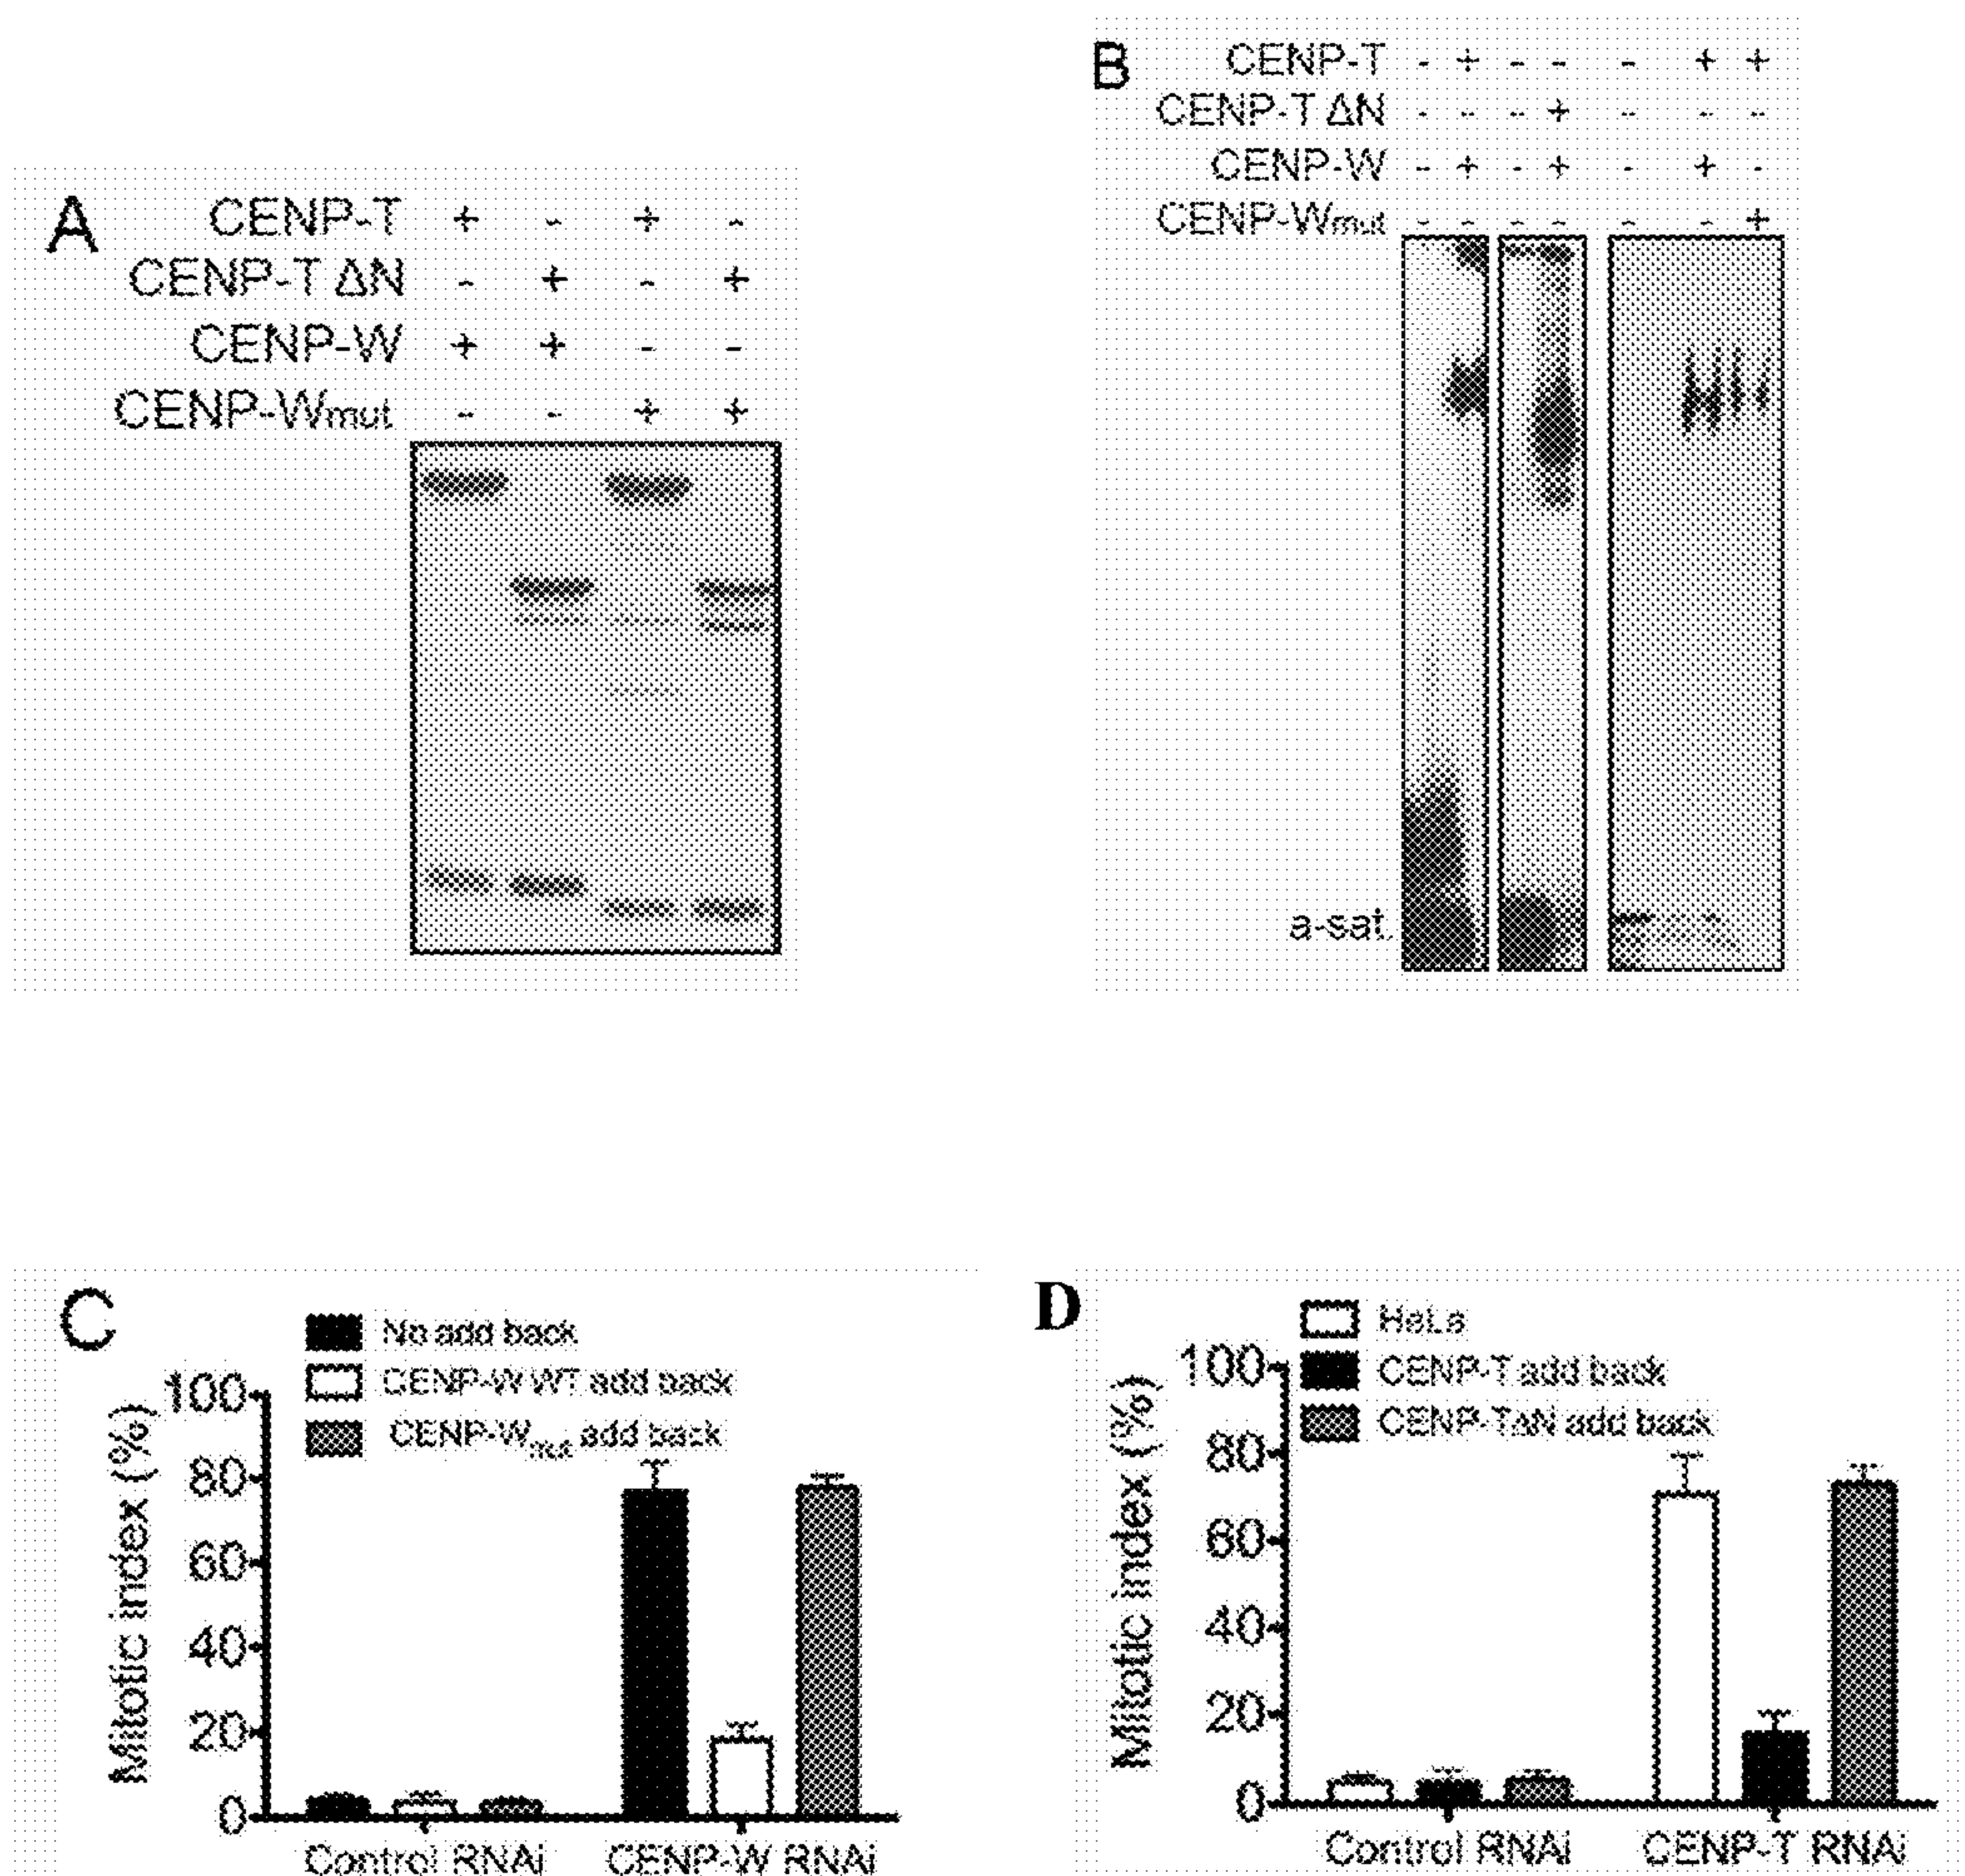 A
CENP-T + - + -
CENP-T ΔN - + - +
CENP-W + + - -
CENP-Wmut - - + +
B
CENP-T - + - - - + +
CENP-T ΔN - - - + - - -
CENP-W - + - + - + -
CENP-Wmut - - - - - - +
a-sat
C
No add back
CENP-W WT add back
CENP-Wmut add back
Mitotic index (%)
100
80
60
40
20
0
Control RNAi CENP-W RNAi
D
HeLa
CENP-T add back
CENP-TΔN add back
Mitotic index (%)
100
80
60
40
20
0
Control RNAi CENP-T RNAi